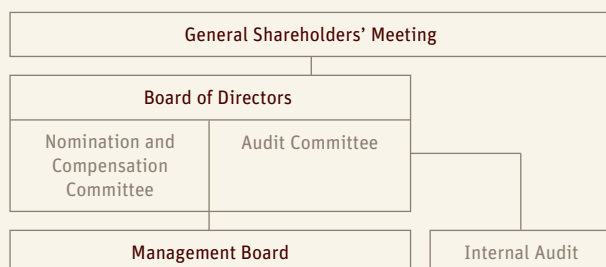 General Shareholders’ Meeting
Board of Directors
Nomination and
Compensation
Committee
Audit Committee
Management Board
Internal Audit